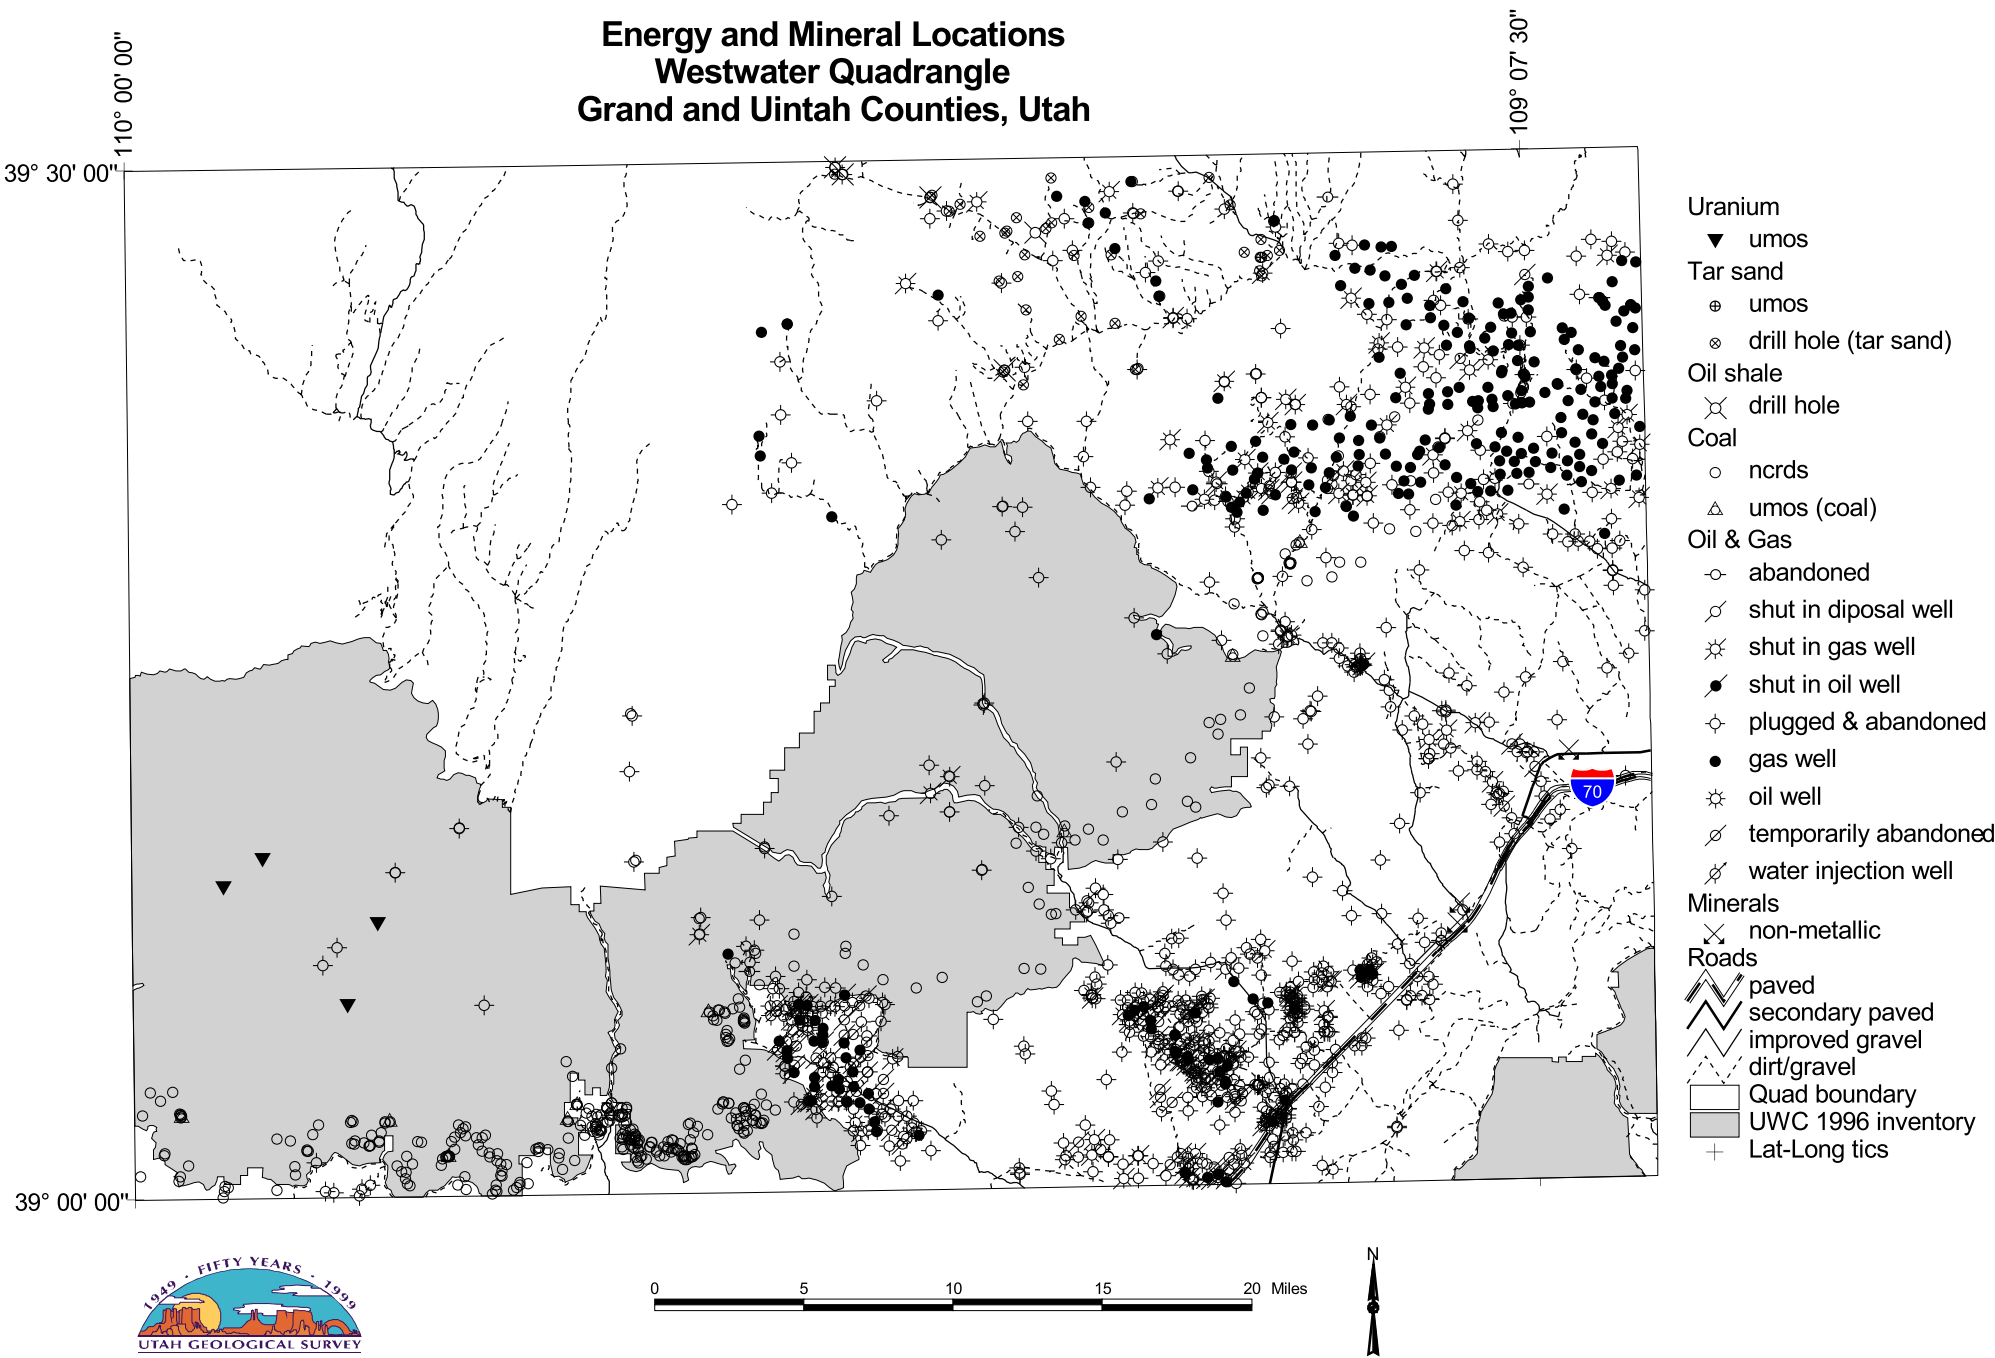 Energy and Mineral Locations
Westwater Quadrangle
Grand and Uintah Counties, Utah
110° 00' 00"
109° 07' 30"
39° 30' 00"
39° 00' 00"
Uranium
umos
Tar sand
umos
drill hole (tar sand)
Oil shale
drill hole
Coal
ncrds
umos (coal)
Oil & Gas
abandoned
shut in diposal well
shut in gas well
shut in oil well
plugged & abandoned
gas well
oil well
temporarily abandoned
water injection well
Minerals
non-metallic
Roads
paved
secondary paved
improved gravel
dirt/gravel
Quad boundary
UWC 1996 inventory
Lat-Long tics
70
1949 - FIFTY YEARS - 1999
UTAH GEOLOGICAL SURVEY
0 5 10 15 20 Miles
N